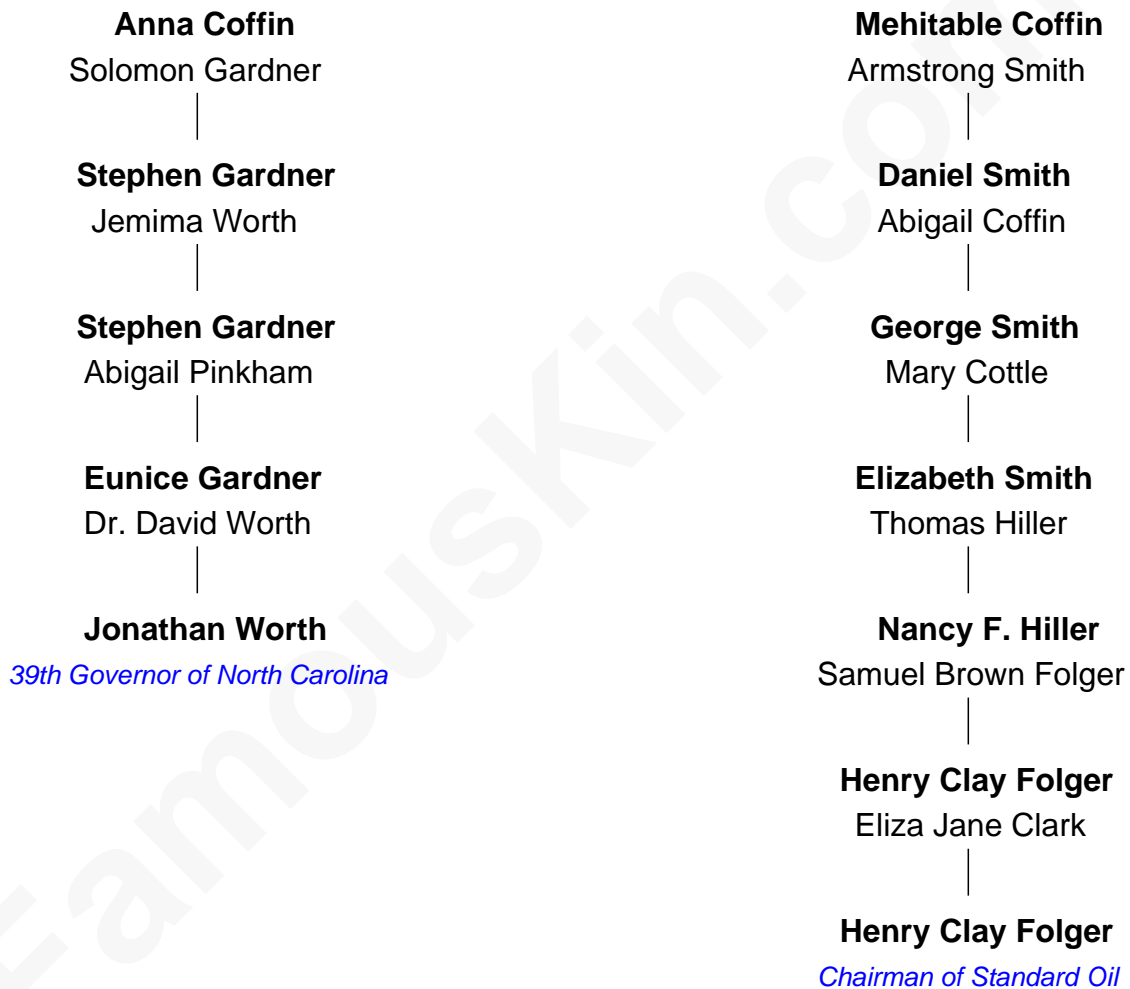 Anna Coffin
Solomon Gardner
Stephen Gardner
Jemima Worth
Stephen Gardner
Abigail Pinkham
Eunice Gardner
Dr. David Worth
Jonathan Worth
39th Governor of North Carolina
Mehitable Coffin
Armstrong Smith
Daniel Smith
Abigail Coffin
George Smith
Mary Cottle
Elizabeth Smith
Thomas Hiller
Nancy F. Hiller
Samuel Brown Folger
Henry Clay Folger
Eliza Jane Clark
Henry Clay Folger
Chairman of Standard Oil
FamousKin.com